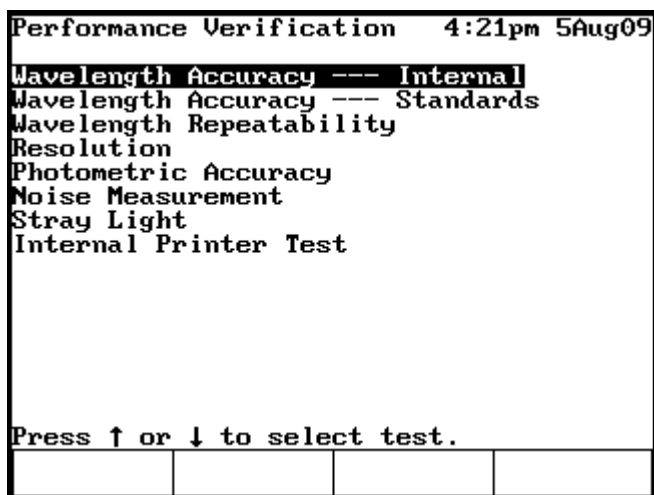 Performance Verification 4:21pm 5Aug09
Wavelength Accuracy --- Internal
Wavelength Accuracy --- Standards
Wavelength Repeatability
Resolution
Photometric Accuracy
Noise Measurement
Stray Light
Internal Printer Test
Press ↑ or ↓ to select test.